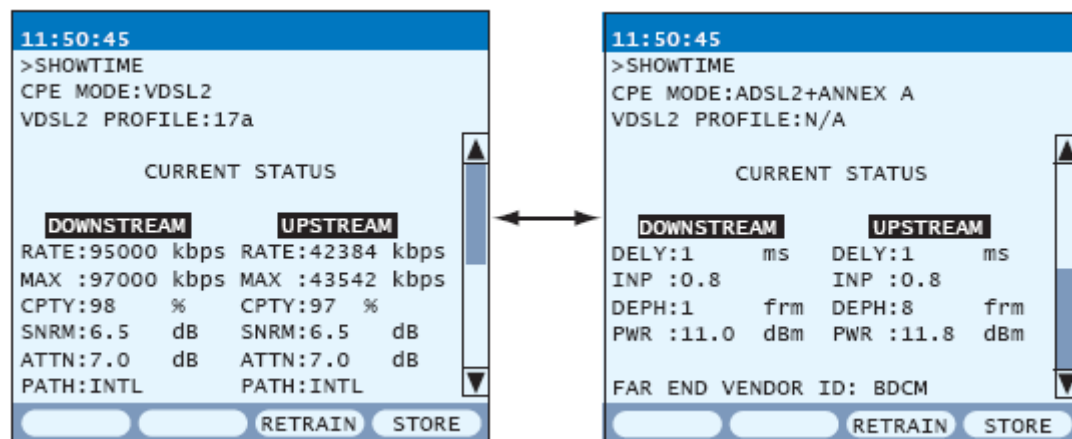 11:50:45
>SHOWTIME
CPE MODE:VDSL2
VDSL2 PROFILE:17a
CURRENT STATUS
DOWNSTREAM UPSTREAM
RATE:95000 kbps RATE:42384 kbps
MAX :97000 kbps MAX :43542 kbps
CPTY:98 % CPTY:97 %
SNRM:6.5 dB SNRM:6.5 dB
ATTN:7.0 dB ATTN:7.0 dB
PATH:INTL PATH:INTL
RETRAIN STORE
11:50:45
>SHOWTIME
CPE MODE:ADSL2+ANNEX A
VDSL2 PROFILE:N/A
CURRENT STATUS
DOWNSTREAM UPSTREAM
DELY:1 ms DELY:1 ms
INP :0.8 INP :0.8
DEPH:1 frm DEPH:8 frm
PWR :11.0 dBm PWR :11.8 dBm
FAR END VENDOR ID: BDCM
RETRAIN STORE